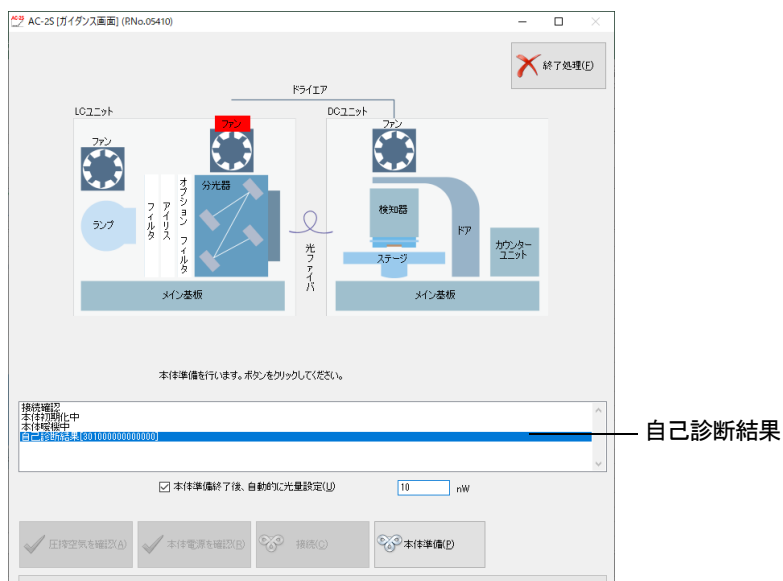 AC-2S [ガイダンス画面] (P.No.05410)
終了処理(F)
ドライエア
LCユニット
DCユニット
ファン
ファン
ファン
ランプ
フィルタ
アイリス
オプション フィルタ
分光器
光ファイバ
検知器
ステージ
ドア
カウンター
ユニット
メイン基板
メイン基板
本体準備を行います。ボタンをクリックしてください。
接続確認
本体初期化中
本体暖機中
自己診断結果[301000000000000]
自己診断結果
本体準備終了後、自動的に光量設定(U)
10
nW
圧搾空気を確認(A)
本体電源を確認(B)
接続(C)
本体準備(P)